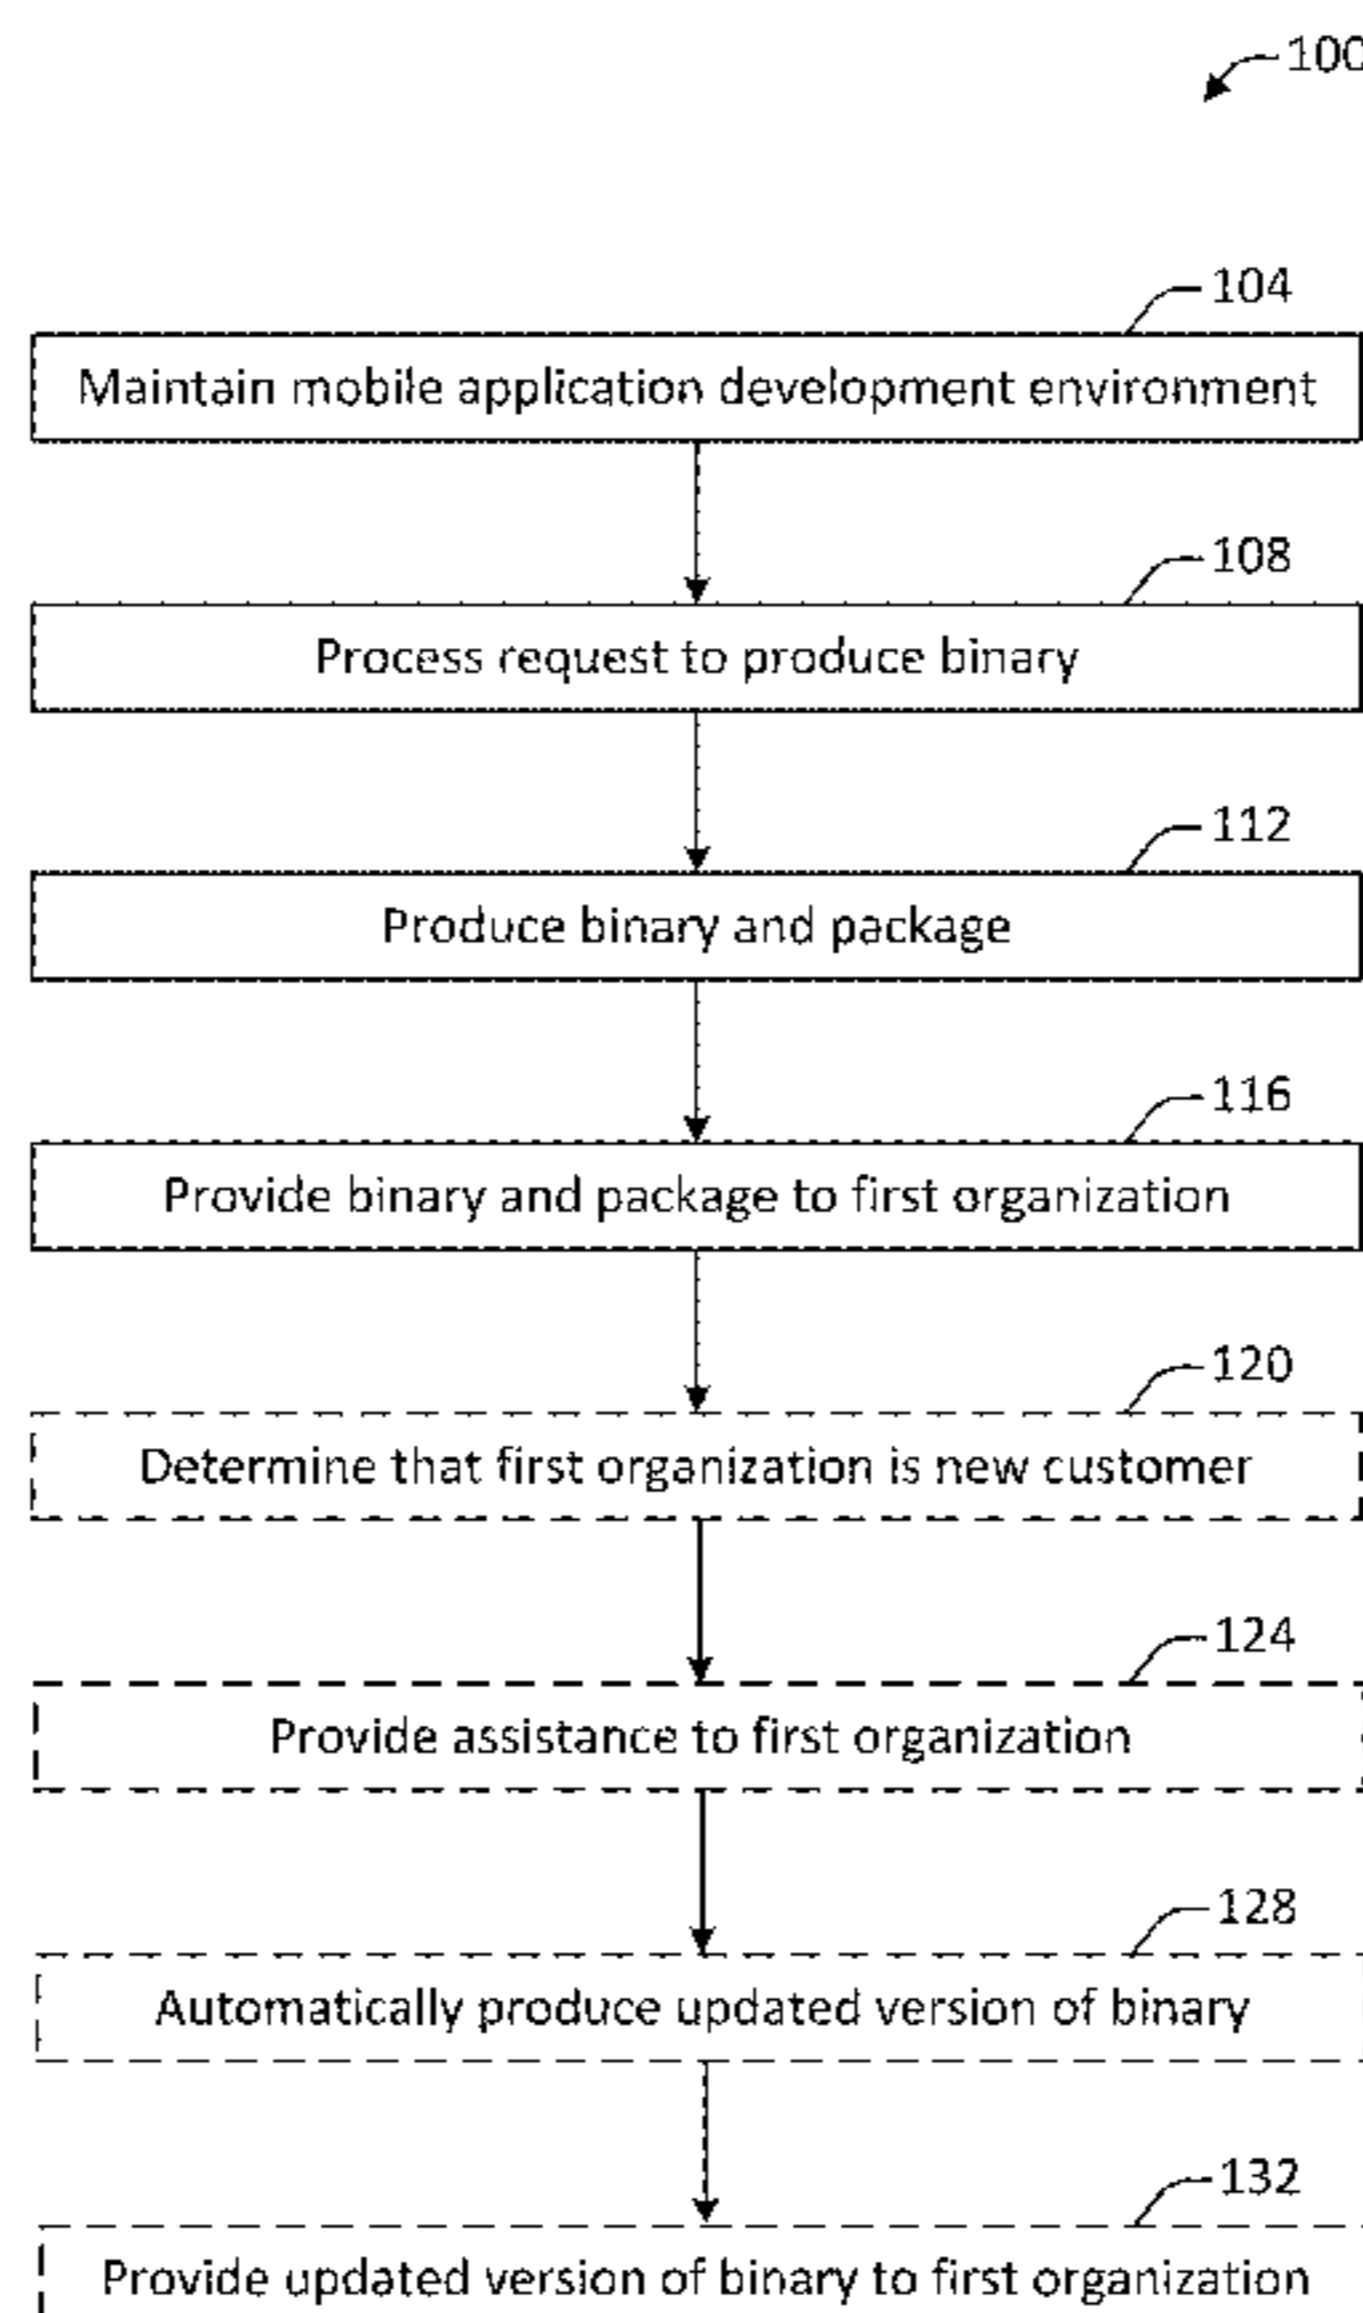 100
104
Maintain mobile application development environment
108
Process request to produce binary
112
Produce binary and package
116
Provide binary and package to first organization
120
Determine that first organization is new customer
124
Provide assistance to first organization
128
Automatically produce updated version of binary
132
Provide updated version of binary to first organization